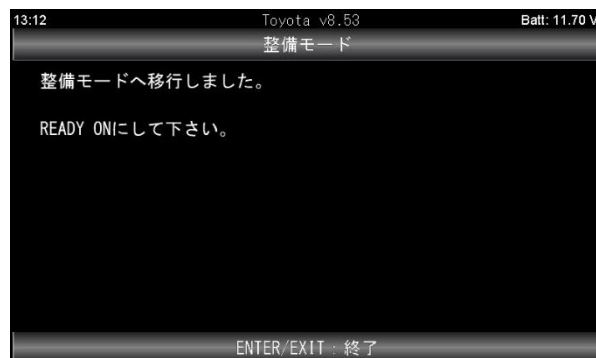 13:12 Toyota v8.53 Batt: 11.70 V
整備モード
整備モードへ移行しました。
READY ONにして下さい。
ENTER/EXIT：終了